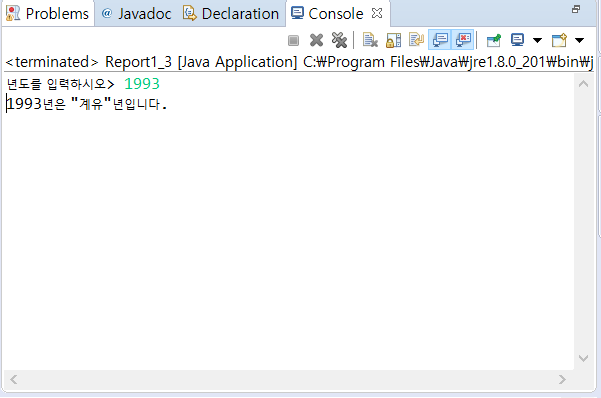 Problems @ Javadoc Declaration Console
<terminated> Report1_3 [Java Application] C:₩Program Files₩Java₩jre1.8.0_201₩bin₩j
년도를 입력하시오> 1993
1993년은 "계유"년입니다.